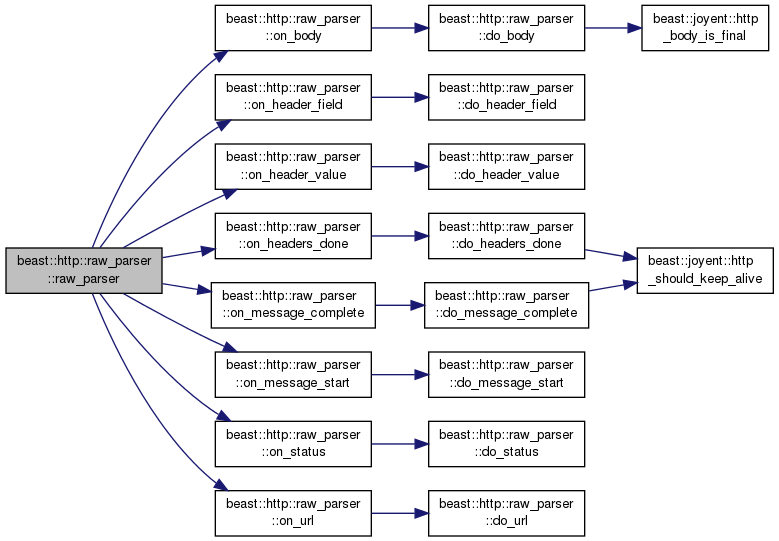 beast::http::raw_parser
::on_body
beast::http::raw_parser
::do_body
beast::joyent::http
_body_is_final
beast::http::raw_parser
::on_header_field
beast::http::raw_parser
::do_header_field
beast::http::raw_parser
::on_header_value
beast::http::raw_parser
::do_header_value
beast::http::raw_parser
::on_headers_done
beast::http::raw_parser
::do_headers_done
beast::http::raw_parser
::raw_parser
beast::joyent::http
_should_keep_alive
beast::http::raw_parser
::on_message_complete
beast::http::raw_parser
::do_message_complete
beast::http::raw_parser
::on_message_start
beast::http::raw_parser
::do_message_start
beast::http::raw_parser
::on_status
beast::http::raw_parser
::do_status
beast::http::raw_parser
::on_url
beast::http::raw_parser
::do_url